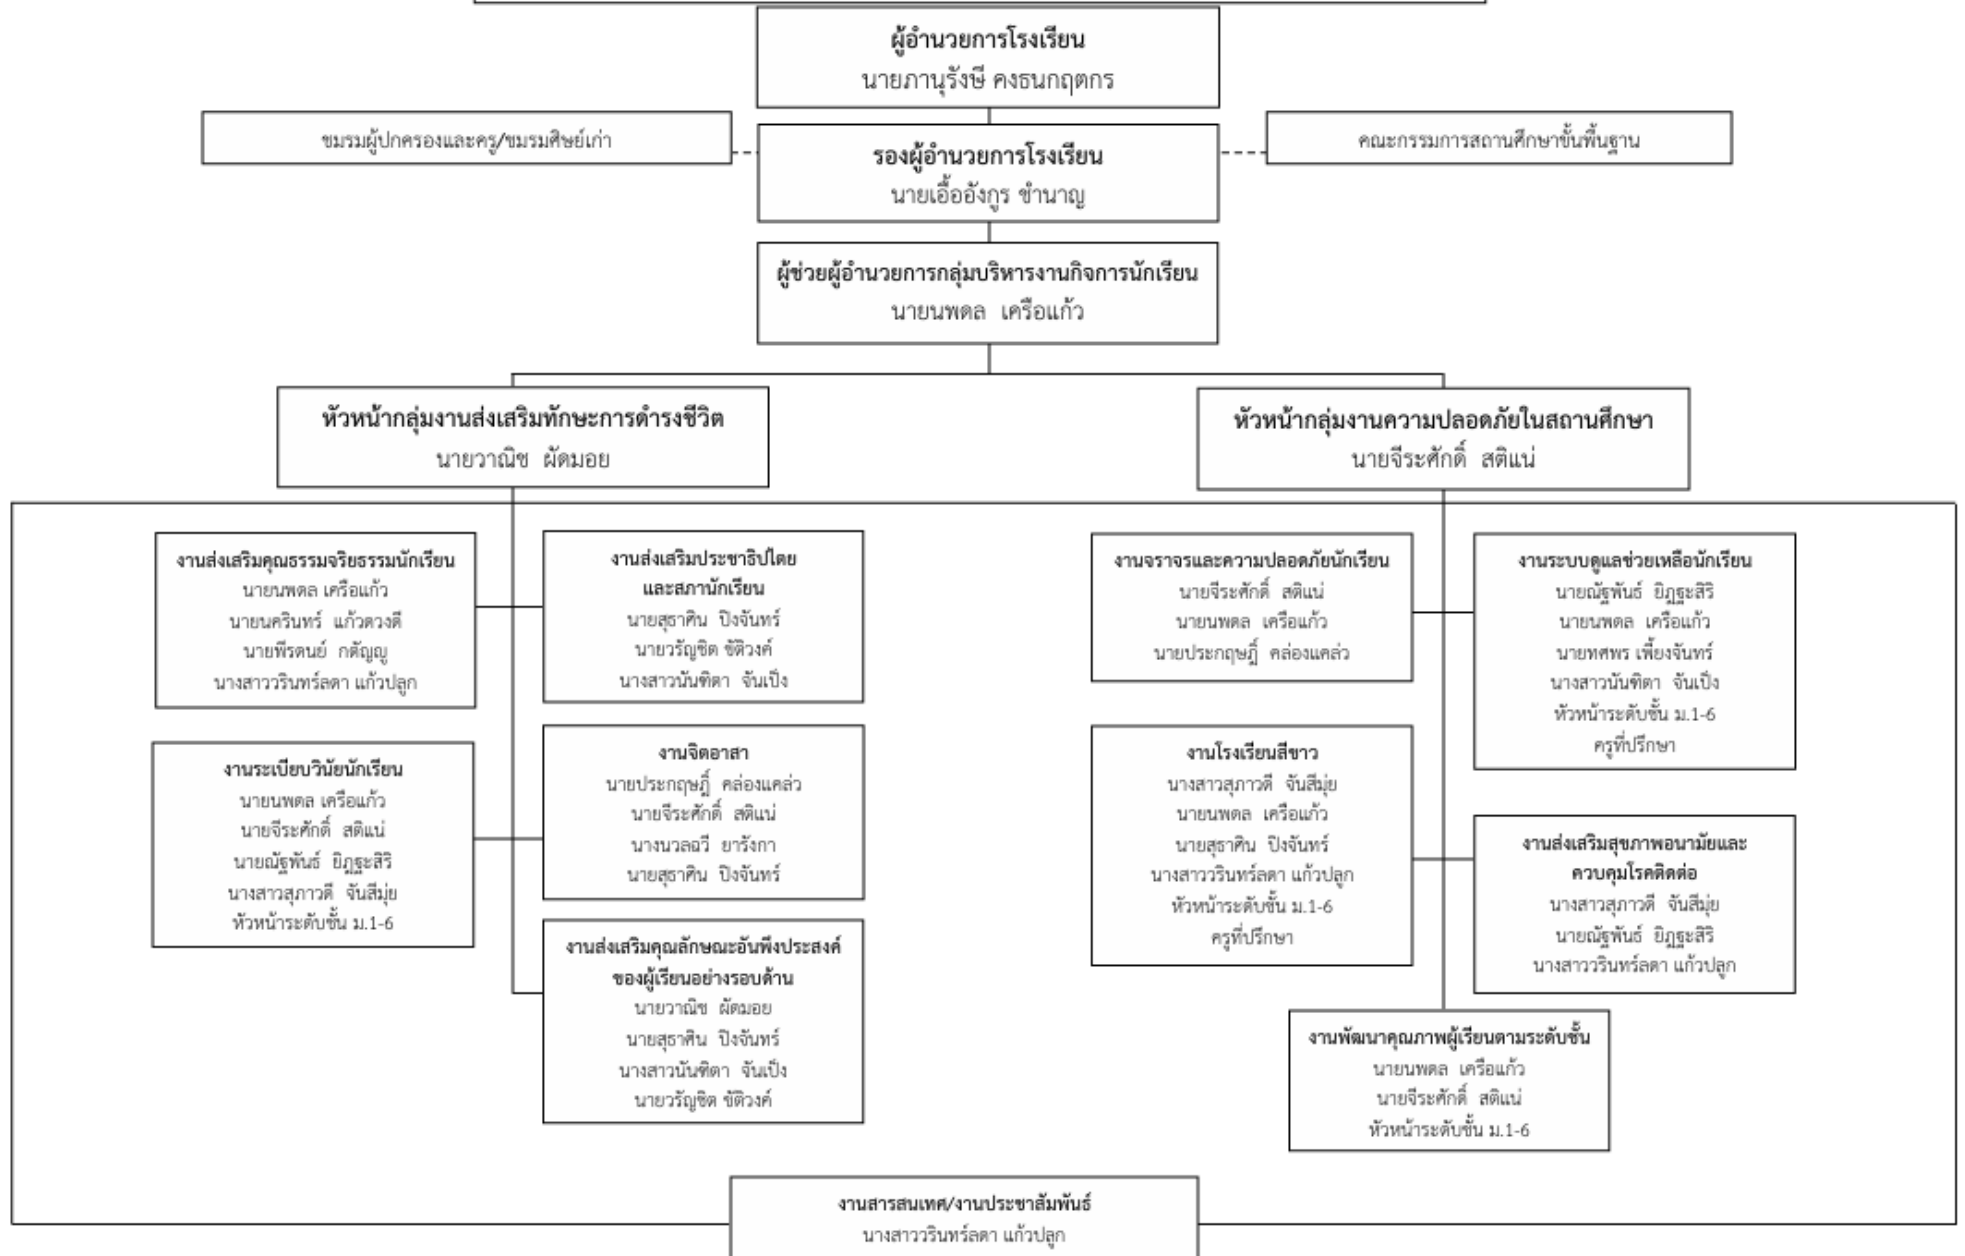 ผู้อำนวยการโรงเรียน
นายภานุรังษี คงธนกฤตกร
ชมรมผู้ปกครองและครู/ชมรมศิษย์เก่า
รองผู้อำนวยการโรงเรียน
นายเอื้ออังกูร ชำนาญ
คณะกรรมการสถานศึกษาขั้นพื้นฐาน
ผู้ช่วยผู้อำนวยการกลุ่มบริหารงานกิจการนักเรียน
นายนพดล เครือแก้ว
หัวหน้ากลุ่มงานส่งเสริมทักษะการดำรงชีวิต
นายวาณิช ผัดมอย
หัวหน้ากลุ่มงานความปลอดภัยในสถานศึกษา
นายจีระศักดิ์ สติแน่
งานส่งเสริมคุณธรรมจริยธรรมนักเรียน
นายนพดล เครือแก้ว
นายนครินทร์ แก้วดวงดี
นายพีรดนย์ กตัญญู
นางสาววรินทร์ลดา แก้วปลูก
งานส่งเสริมประชาธิปไตย
และสภานักเรียน
นายสุธาศิน ปิงจันทร์
นายวรัญชิต ขัติวงค์
นางสาวนันฑิตา จันเป็ง
งานจราจรและความปลอดภัยนักเรียน
นายจีระศักดิ์ สติแน่
นายนพดล เครือแก้ว
นายประกฤษฎิ์ คล่องแคล่ว
งานระบบดูแลช่วยเหลือนักเรียน
นายณัฐพันธ์ ยิฏฐะสิริ
นายนพดล เครือแก้ว
นายทศพร เพี้ยงจันทร์
นางสาวนันฑิตา จันเป็ง
หัวหน้าระดับชั้น ม.1-6
ครูที่ปรึกษา
งานระเบียบวินัยนักเรียน
นายนพดล เครือแก้ว
นายจีระศักดิ์ สติแน่
นายณัฐพันธ์ ยิฏฐะสิริ
นางสาวสุภาวดี จันสีมุ่ย
หัวหน้าระดับชั้น ม.1-6
งานจิตอาสา
นายประกฤษฎิ์ คล่องแคล่ว
นายจีระศักดิ์ สติแน่
นางนวลฉวี ยารังกา
นายสุธาศิน ปิงจันทร์
งานโรงเรียนสีขาว
นางสาวสุภาวดี จันสีมุ่ย
นายนพดล เครือแก้ว
นายสุธาศิน ปิงจันทร์
นางสาววรินทร์ลดา แก้วปลูก
หัวหน้าระดับชั้น ม.1-6
ครูที่ปรึกษา
งานส่งเสริมสุขภาพอนามัยและ
ควบคุมโรคติดต่อ
นางสาวสุภาวดี จันสีมุ่ย
นายณัฐพันธ์ ยิฏฐะสิริ
นางสาววรินทร์ลดา แก้วปลูก
งานส่งเสริมคุณลักษณะอันพึงประสงค์
ของผู้เรียนอย่างรอบด้าน
นายวาณิช ผัดมอย
นายสุธาศิน ปิงจันทร์
นางสาวนันฑิตา จันเป็ง
นายวรัญชิต ขัติวงค์
งานพัฒนาคุณภาพผู้เรียนตามระดับชั้น
นายนพดล เครือแก้ว
นายจีระศักดิ์ สติแน่
หัวหน้าระดับชั้น ม.1-6
งานสารสนเทศ/งานประชาสัมพันธ์
นางสาววรินทร์ลดา แก้วปลูก